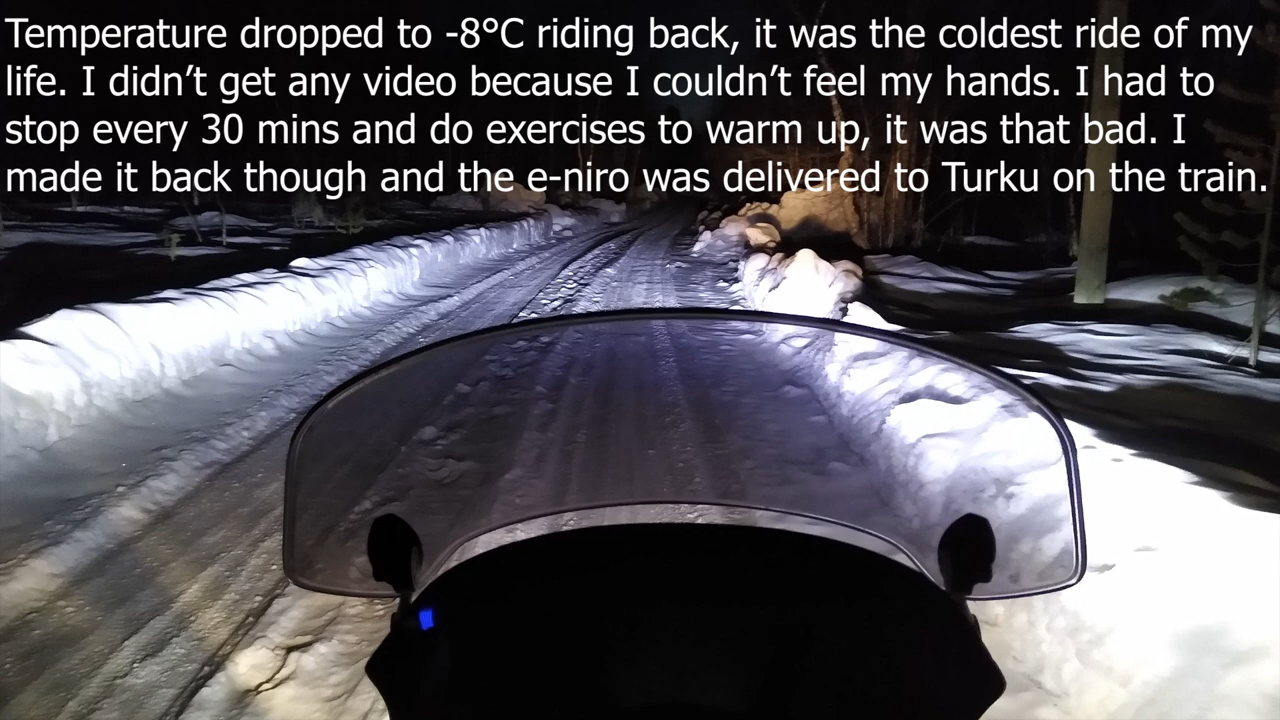 Temperature dropped to -8°C riding back, it was the coldest ride of my
life. I didn’t get any video because I couldn’t feel my hands. I had to
stop every 30 mins and do exercises to warm up, it was that bad. I
made it back though and the e-niro was delivered to Turku on the train.